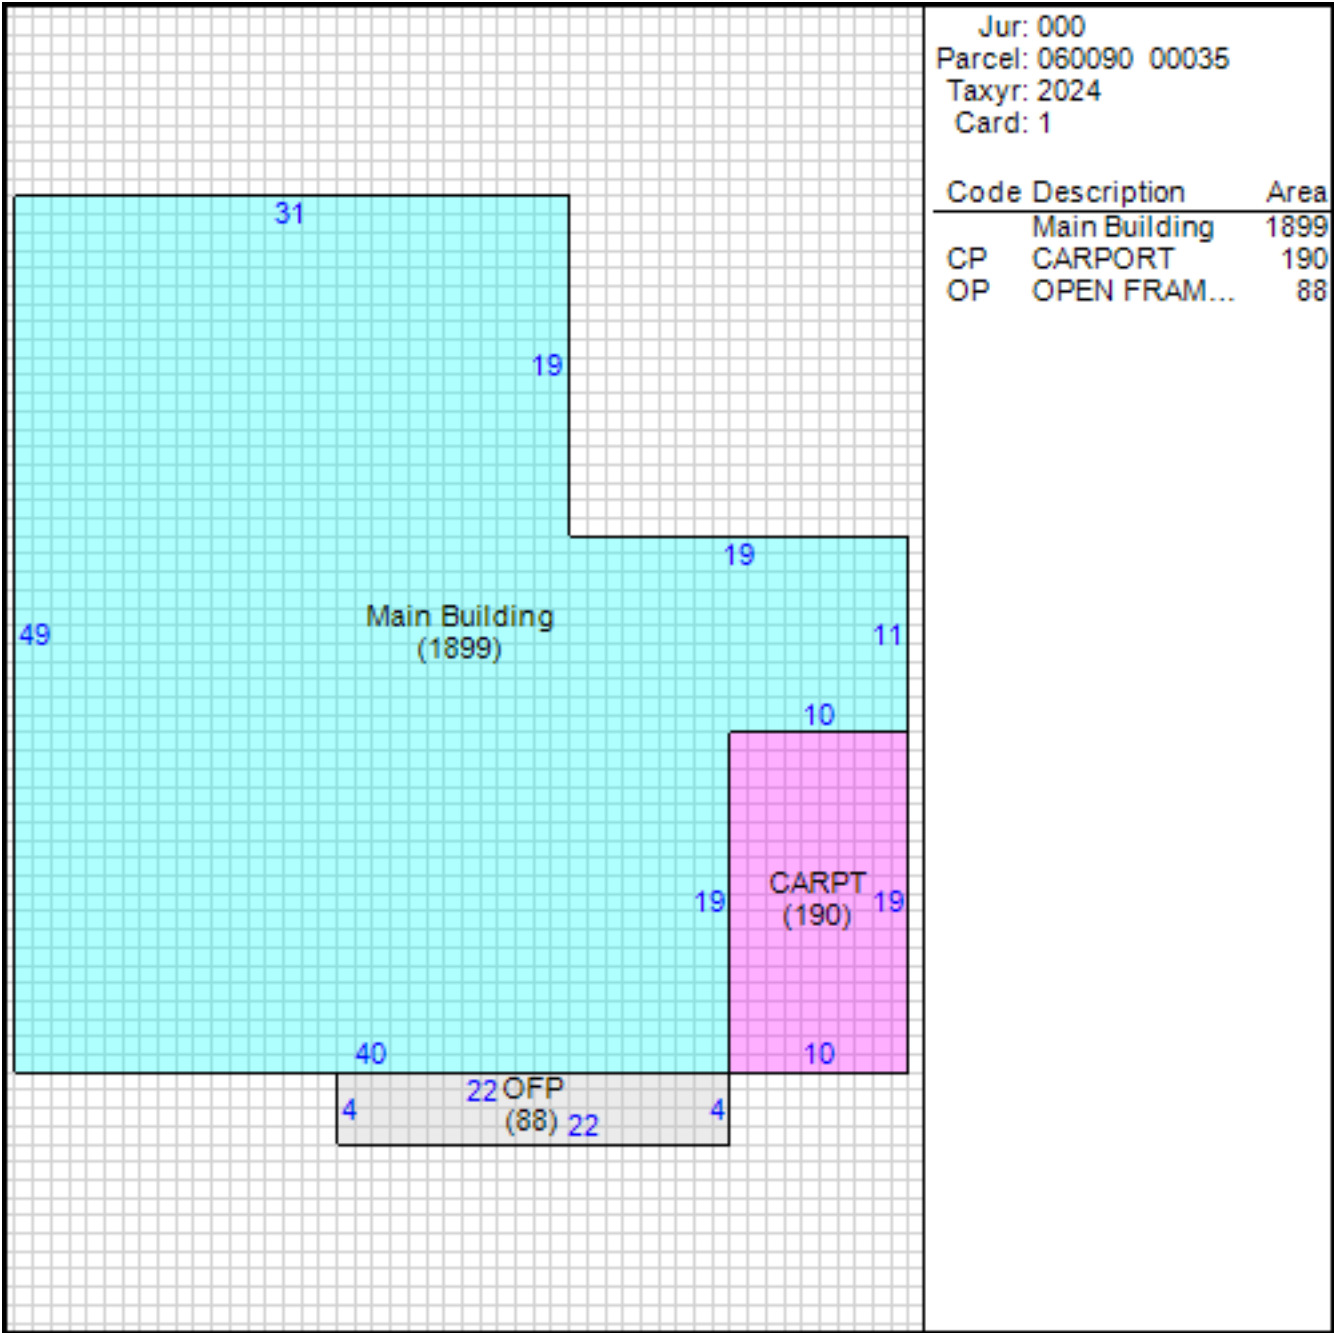 Jur: 000
Parcel: 060090 00035
Taxyr: 2024
Card: 1
Code Description Area
Main Building 1899
CP CARPORT 190
OP OPEN FRAM... 88
31
19
19
Main Building
(1899)
49
11
10
CARPT
(190)
19
19
40
10
22 OFP
4
4
(88) 22